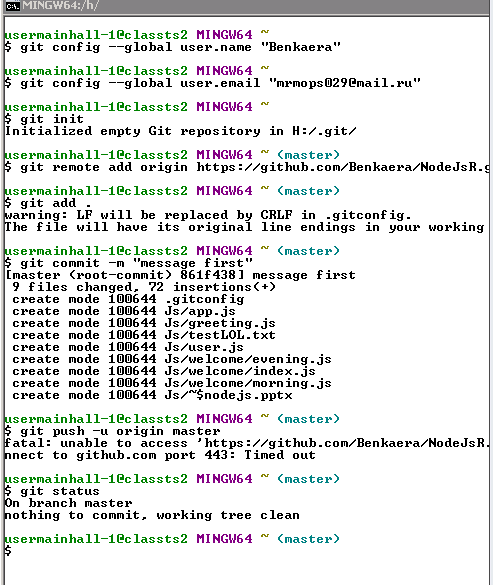 MINGW64:/h/
usermainhall-1@classts2 MINGW64 ~
$ git config --global user.name "Benkaera"
usermainhall-1@classts2 MINGW64 ~
$ git config --global user.email "mrmops029@mail.ru"
usermainhall-1@classts2 MINGW64 ~
$ git init
Initialized empty Git repository in H:/.git/
usermainhall-1@classts2 MINGW64 ~ (master)
$ git remote add origin https://github.com/Benkaera/NodeJsR.g
usermainhall-1@classts2 MINGW64 ~ (master)
$ git add .
warning: LF will be replaced by CRLF in .gitconfig.
The file will have its original line endings in your working
usermainhall-1@classts2 MINGW64 ~ (master)
$ git commit -m "message first"
[master (root-commit) 861f438] message first
9 files changed, 72 insertions(+)
create mode 100644 .gitconfig
create mode 100644 Js/app.js
create mode 100644 Js/greeting.js
create mode 100644 Js/testLOL.js
create mode 100644 Js/user.js
create mode 100644 Js/welcome/evening.js
create mode 100644 Js/welcome/index.js
create mode 100644 Js/welcome/morning.js
create mode 100644 Js/~$nodejs.pptx
usermainhall-1@classts2 MINGW64 ~ (master)
$ git push -u origin master
fatal: unable to access 'https://github.com/Benkaera/NodeJsR.
nnect to github.com port 443: Timed out
usermainhall-1@classts2 MINGW64 ~ (master)
$ git status
On branch master
nothing to commit, working tree clean
usermainhall-1@classts2 MINGW64 ~ (master)
$